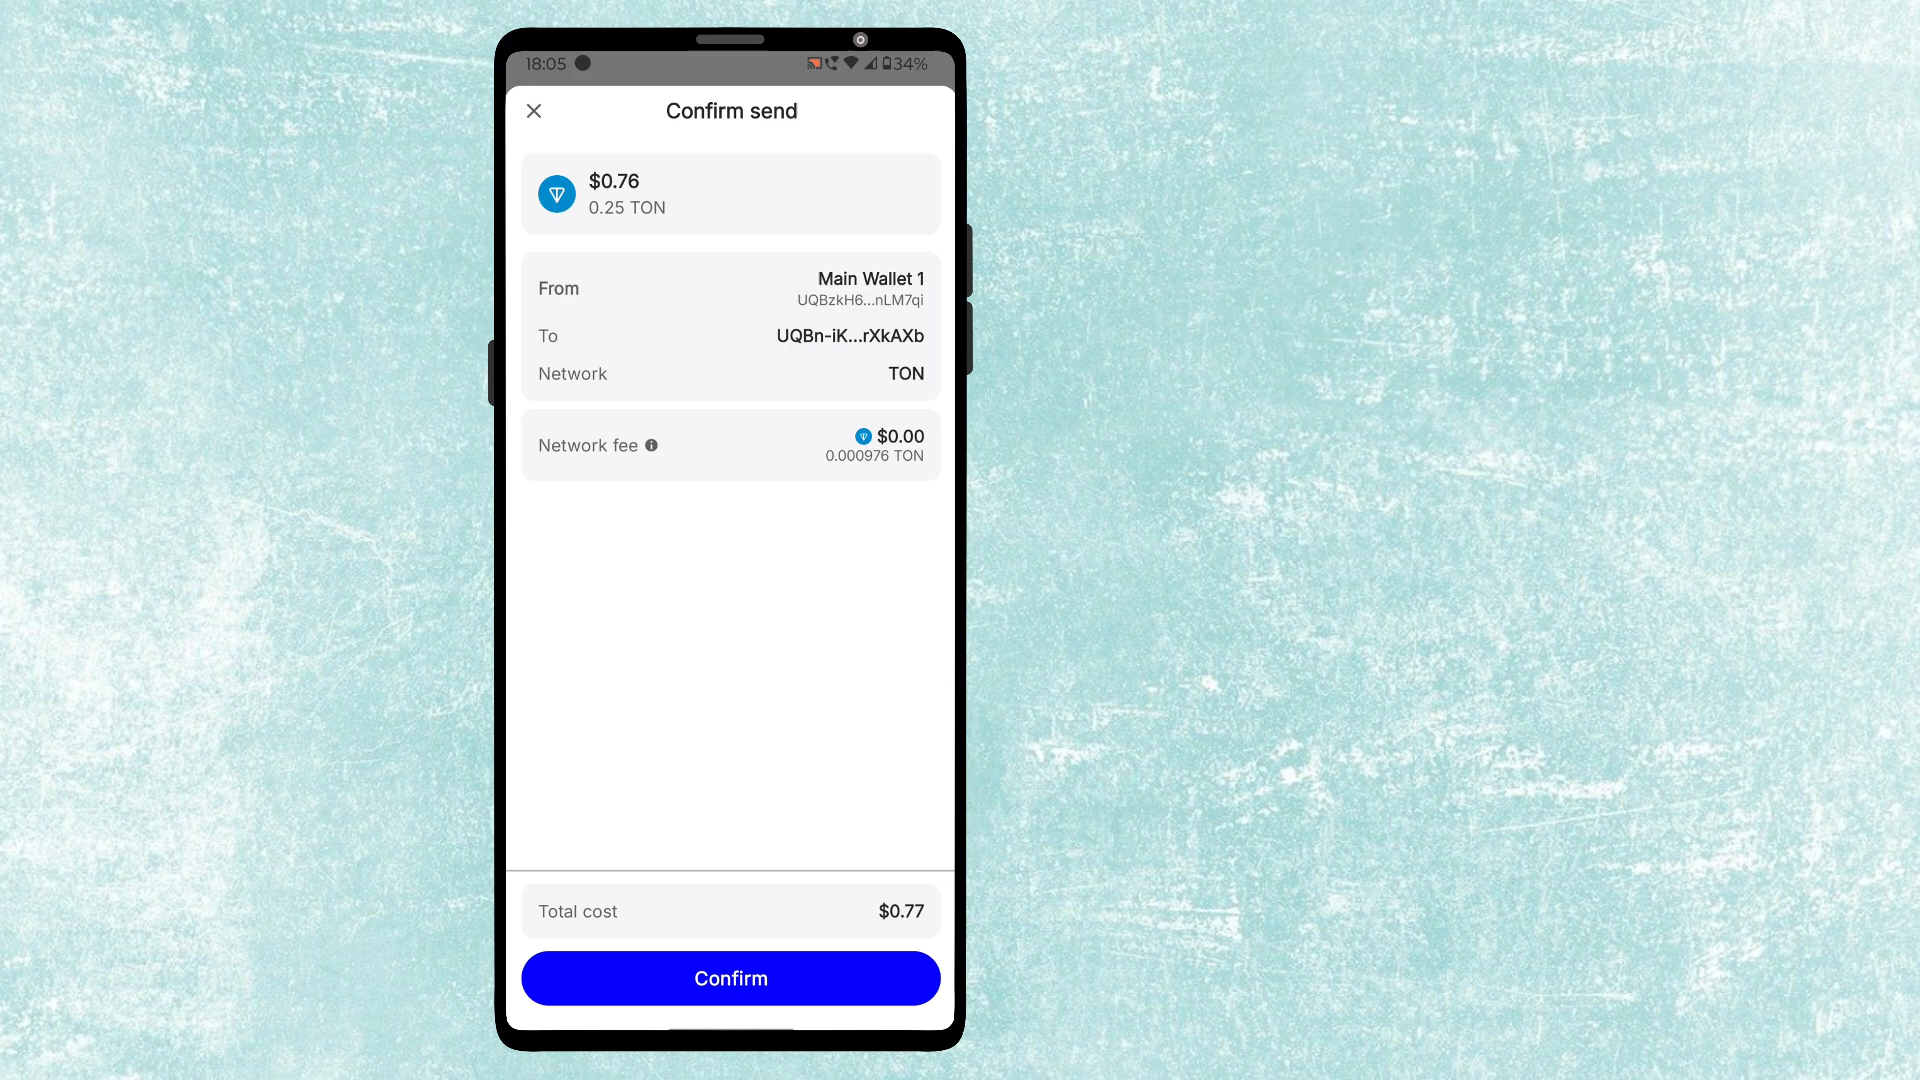 18:05 34%
Confirm send
$0.76
0.25 TON
From
Main Wallet 1
UQBzkH6...nLM7qi
To
UQBn-iK...rXkAXb
Network
TON
Network fee
$0.00
0.000976 TON
Total cost
$0.77
Confirm